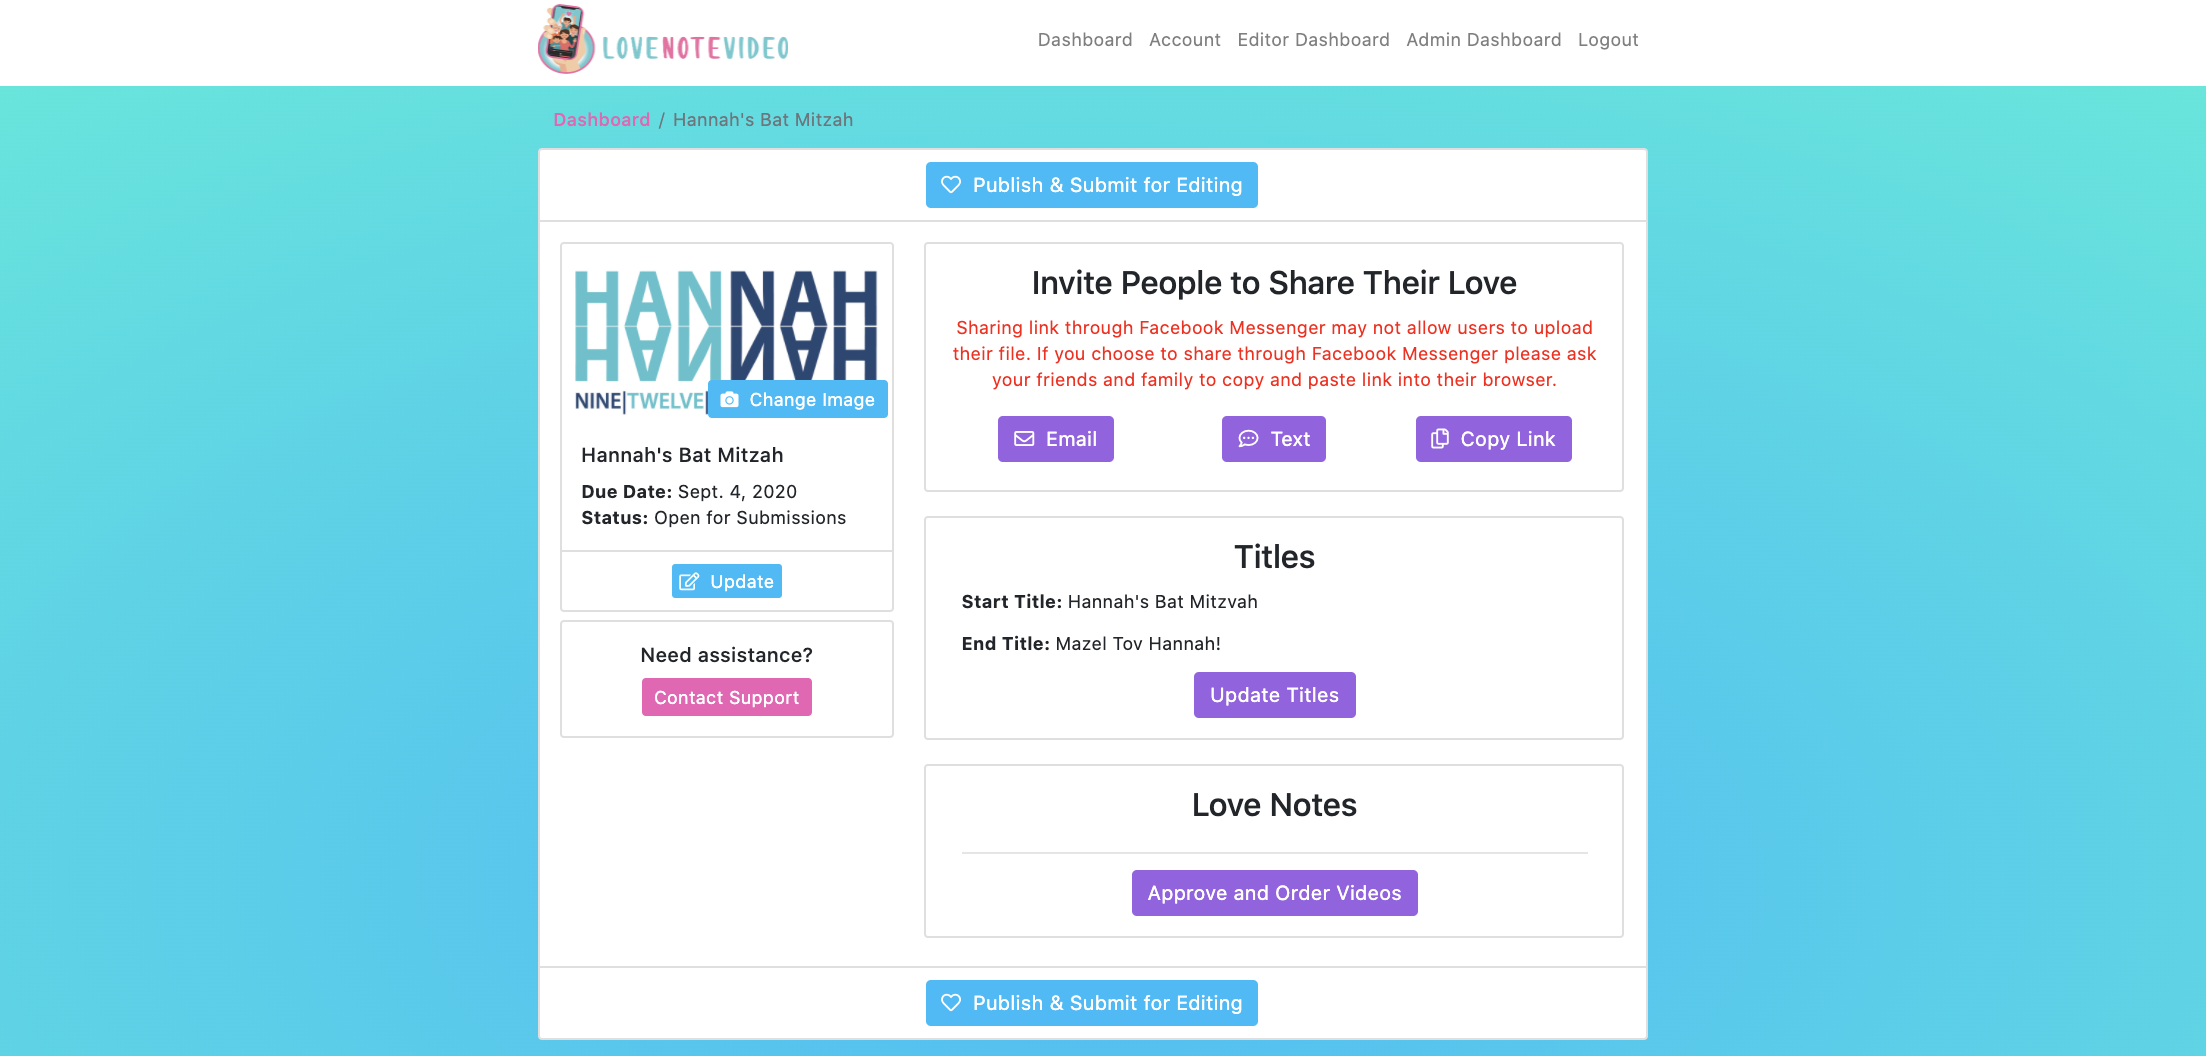 LOVENOTEVIDEO
Dashboard Account Editor Dashboard Admin Dashboard Logout
Dashboard / Hannah's Bat Mitzah
Publish & Submit for Editing
HANNAH
HANNAH
NINE|TWELVE|
Change Image
Hannah's Bat Mitzah
Due Date: Sept. 4, 2020
Status: Open for Submissions
Update
Need assistance?
Contact Support
Invite People to Share Their Love
Sharing link through Facebook Messenger may not allow users to upload
their file. If you choose to share through Facebook Messenger please ask
your friends and family to copy and paste link into their browser.
Email Text Copy Link
Titles
Start Title: Hannah's Bat Mitzvah
End Title: Mazel Tov Hannah!
Update Titles
Love Notes
Approve and Order Videos
Publish & Submit for Editing